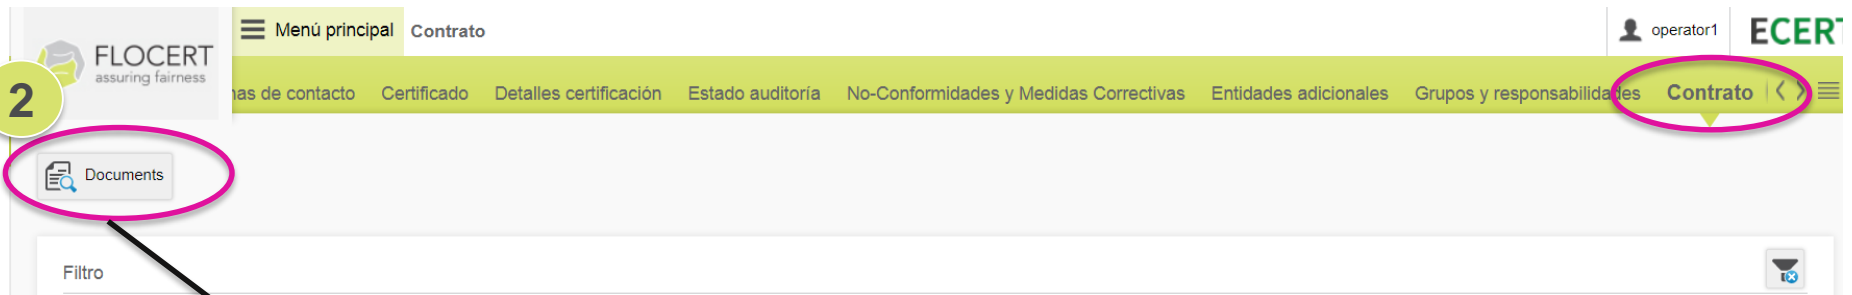 Menú principal Contrato
operator1
ECERT
FLOCERT
assuring fairness
2
de contacto Certificado Detalles certificación Estado auditoría No-Conformidades y Medidas Correctivas Entidades adicionales Grupos y responsabilidades Contrato
Documents
Filtro